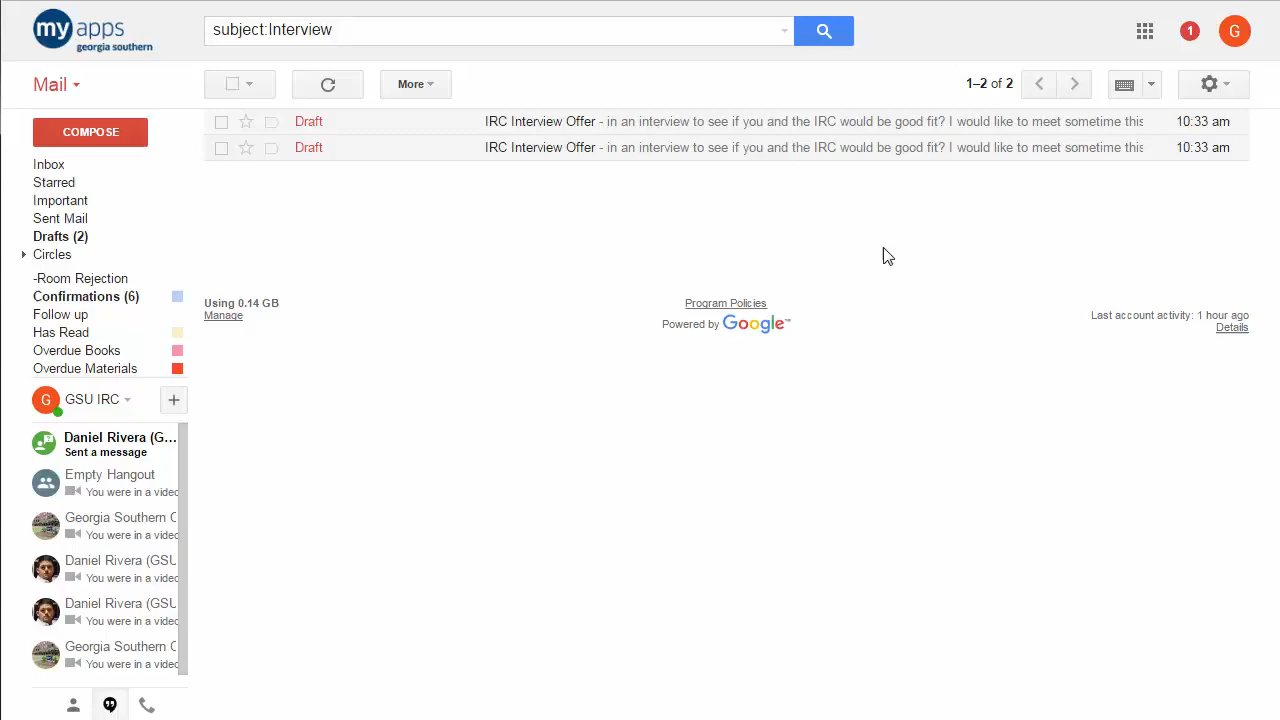 my apps
georgia southern
subject:Interview
1
G
Mail
More
1–2 of 2
COMPOSE
Draft IRC Interview Offer - in an interview to see if you and the IRC would be good fit? I would like to meet sometime this 10:33 am
Draft IRC Interview Offer - in an interview to see if you and the IRC would be good fit? I would like to meet sometime this 10:33 am
Inbox
Starred
Important
Sent Mail
Drafts (2)
Circles
-Room Rejection
Confirmations (6)
Follow up
Has Read
Overdue Books
Overdue Materials
Using 0.14 GB
Manage
Program Policies
Powered by Google™
Last account activity: 1 hour ago
Details
G GSU IRC
Daniel Rivera (G...
Sent a message
Empty Hangout
You were in a video
Georgia Southern C
You were in a video
Daniel Rivera (GSU
You were in a video
Daniel Rivera (GSU
You were in a video
Georgia Southern C
You were in a video